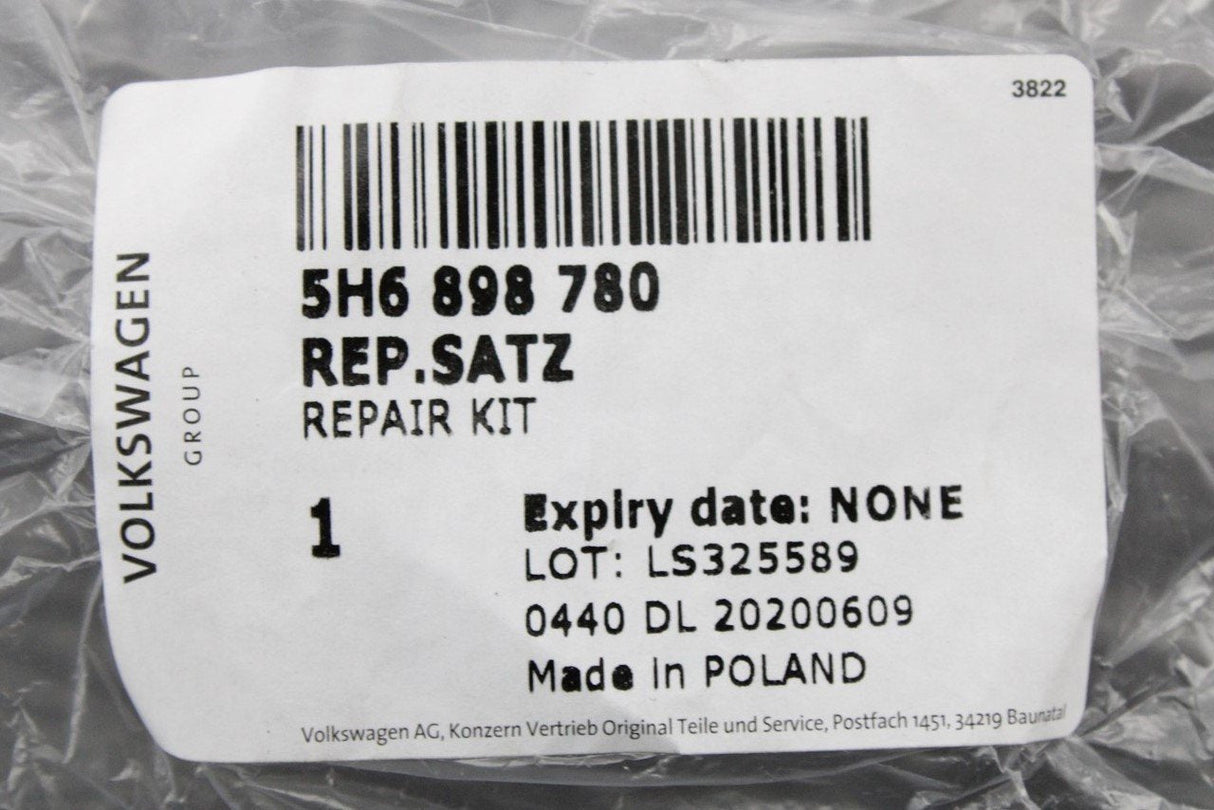 3822
VOLKSWAGEN
GROUP
5H6 898 780
REP.SATZ
REPAIR KIT
1
Expiry date: NONE
LOT: LS325589
0440 DL 20200609
Made in POLAND
Volkswagen AG, Konzern Vertrieb Original Teile und Service, Postfach 1451, 34219 Baunatal